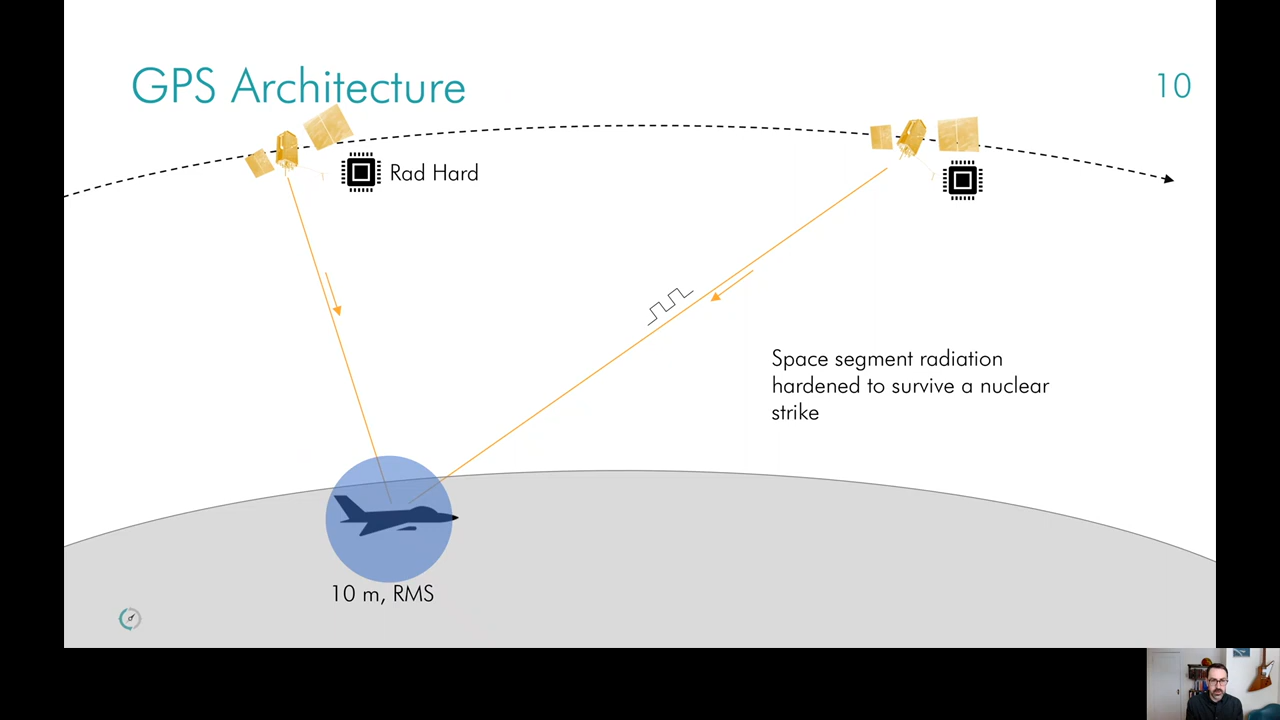 GPS Architecture
10
Rad Hard
Space segment radiation
hardened to survive a nuclear
strike
10 m, RMS